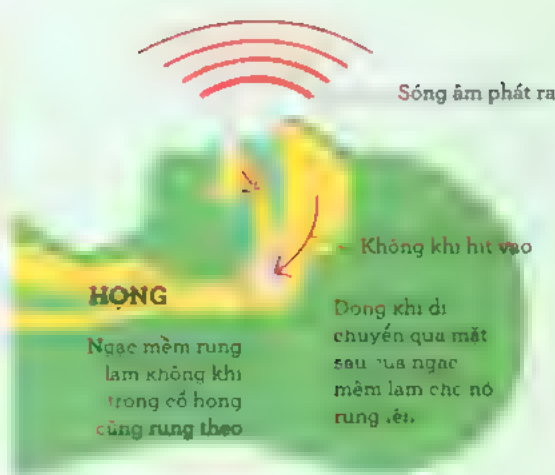 Sóng âm phát ra
Không khí hít vào
HỌNG
Ngạc mềm rung
làm không khí
trong cổ họng
cũng rung theo
Dòng khí di
chuyển qua mặt
sau của ngạc
mềm làm cho nó
rung lên.